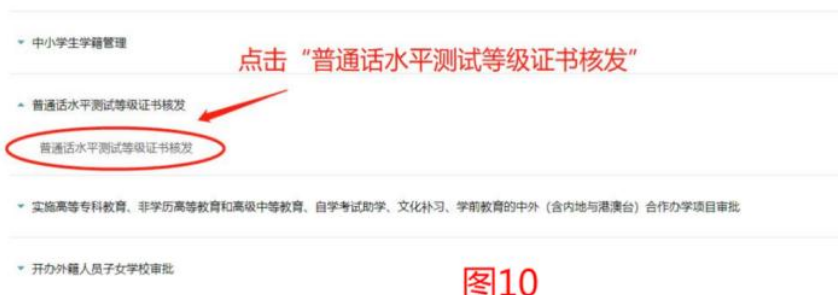 中小学生学籍管理
点击“普通话水平测试等级证书核发”
普通话水平测试等级证书核发
普通话水平测试等级证书核发
实施高等专科教育、非学历高等教育和高级中等教育、自学考试助学、文化补习、学前教育的中外（含内地与港澳台）合作办学项目审批
开办外籍人员子女学校审批
图10